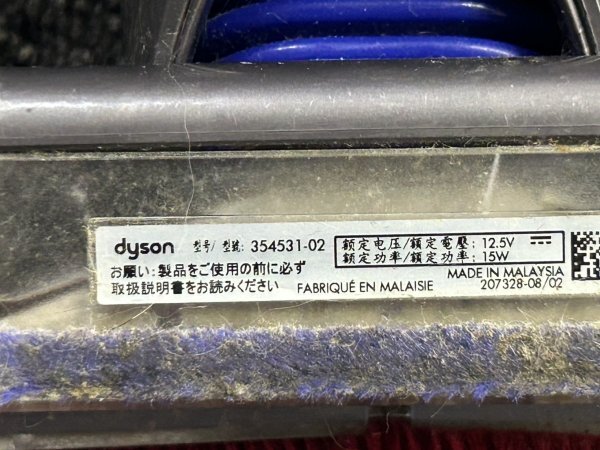 dyson 型号/ 型號: 354531-02
额定电压/額定電壓: 12.5V
额定功率/額定功率: 15W
お願い:製品をご使用の前に必ず
取扱説明書をお読みください
FABRIQUÉ EN MALAISIE
MADE IN MALAYSIA
207328-08/02